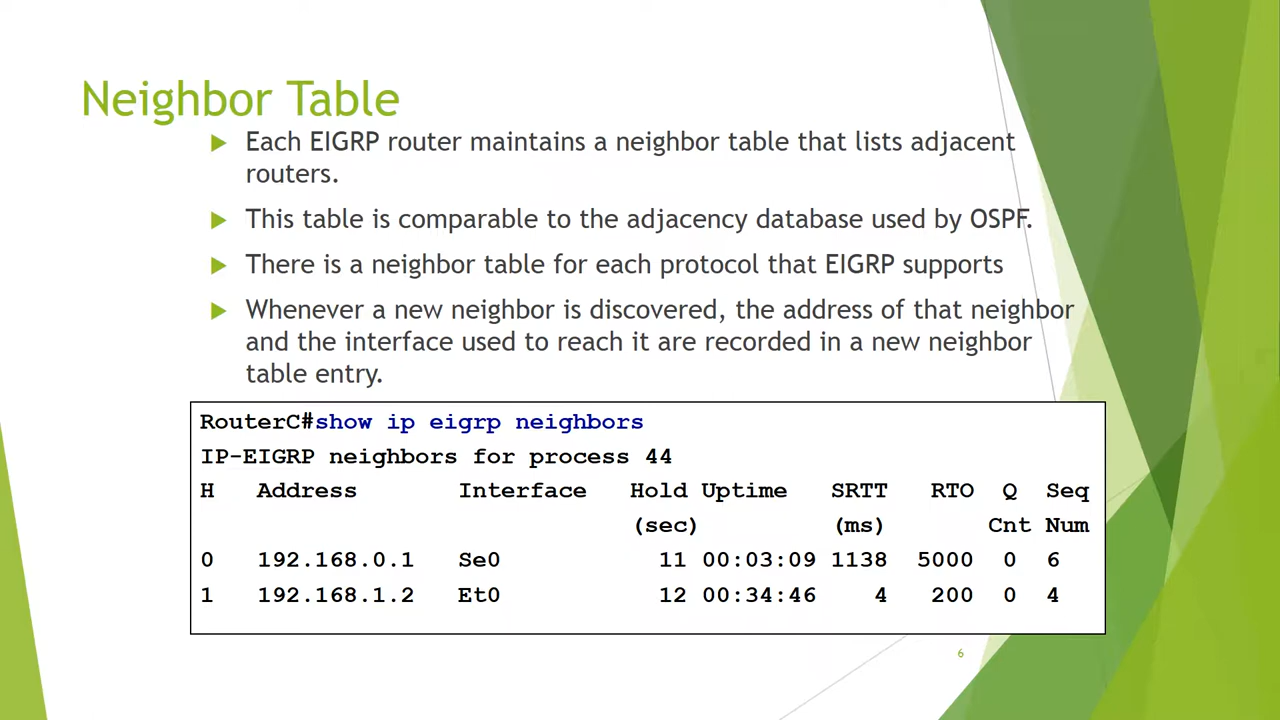 Neighbor Table
Each EIGRP router maintains a neighbor table that lists adjacent
routers.
This table is comparable to the adjacency database used by OSPF.
There is a neighbor table for each protocol that EIGRP supports
Whenever a new neighbor is discovered, the address of that neighbor
and the interface used to reach it are recorded in a new neighbor
table entry.
RouterC#show ip eigrp neighbors
IP-EIGRP neighbors for process 44
H Address Interface Hold Uptime SRTT RTO Q Seq
(sec) (ms) Cnt Num
0 192.168.0.1 Se0 11 00:03:09 1138 5000 0 6
1 192.168.1.2 Et0 12 00:34:46 4 200 0 4
6